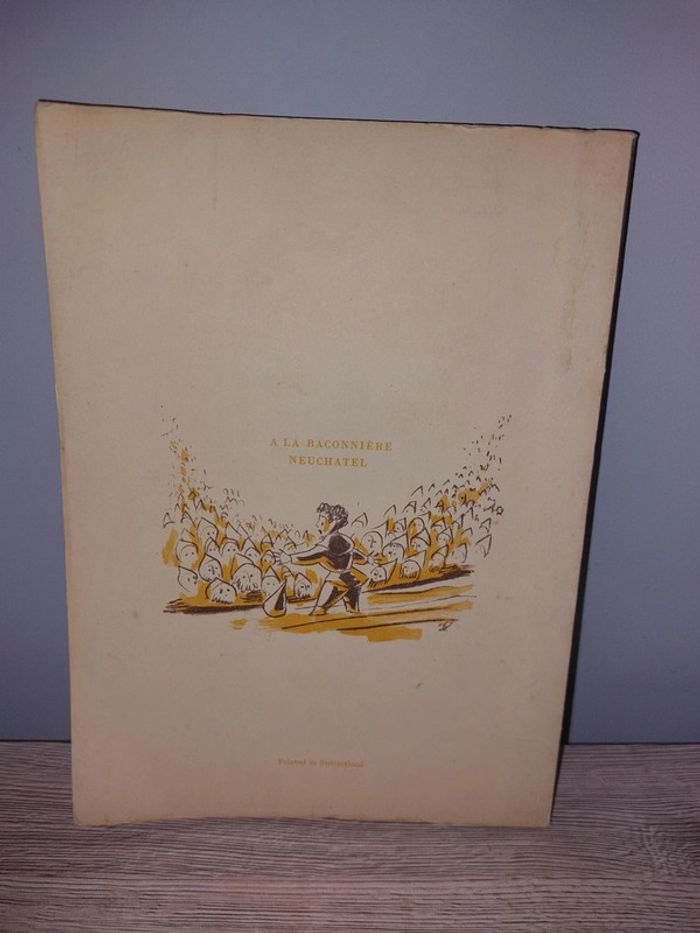 A LA BACONNIÈRE
NEUCHATEL
Printed in Switzerland